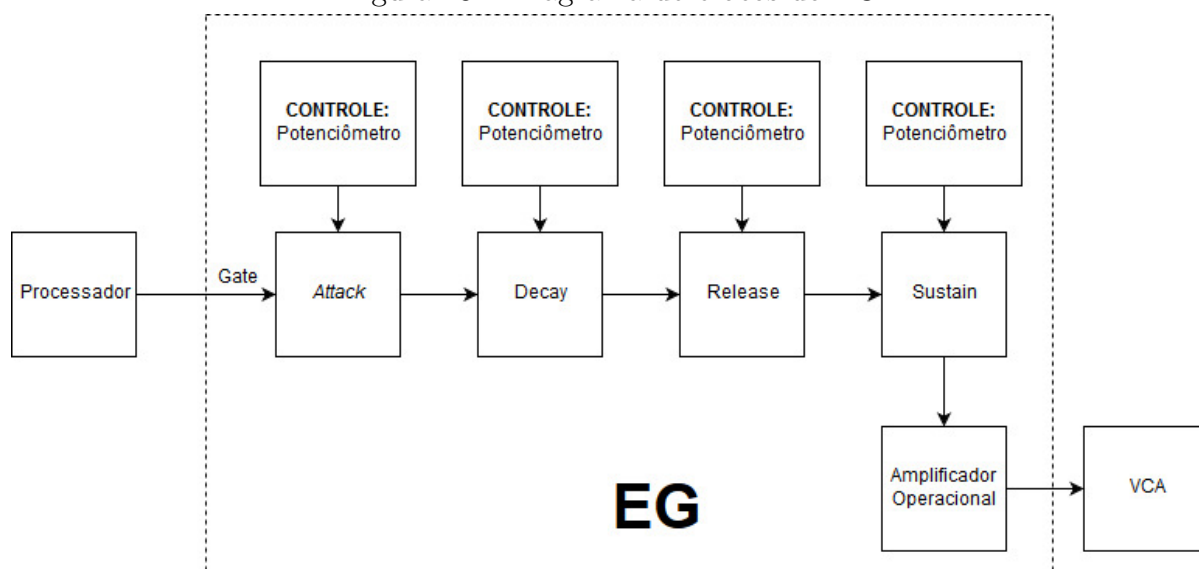 CONTROLE:
Potenciômetro
CONTROLE:
Potenciômetro
CONTROLE:
Potenciômetro
CONTROLE:
Potenciômetro
Processador
Gate
Attack
Decay
Release
Sustain
Amplificador
Operacional
VCA
EG